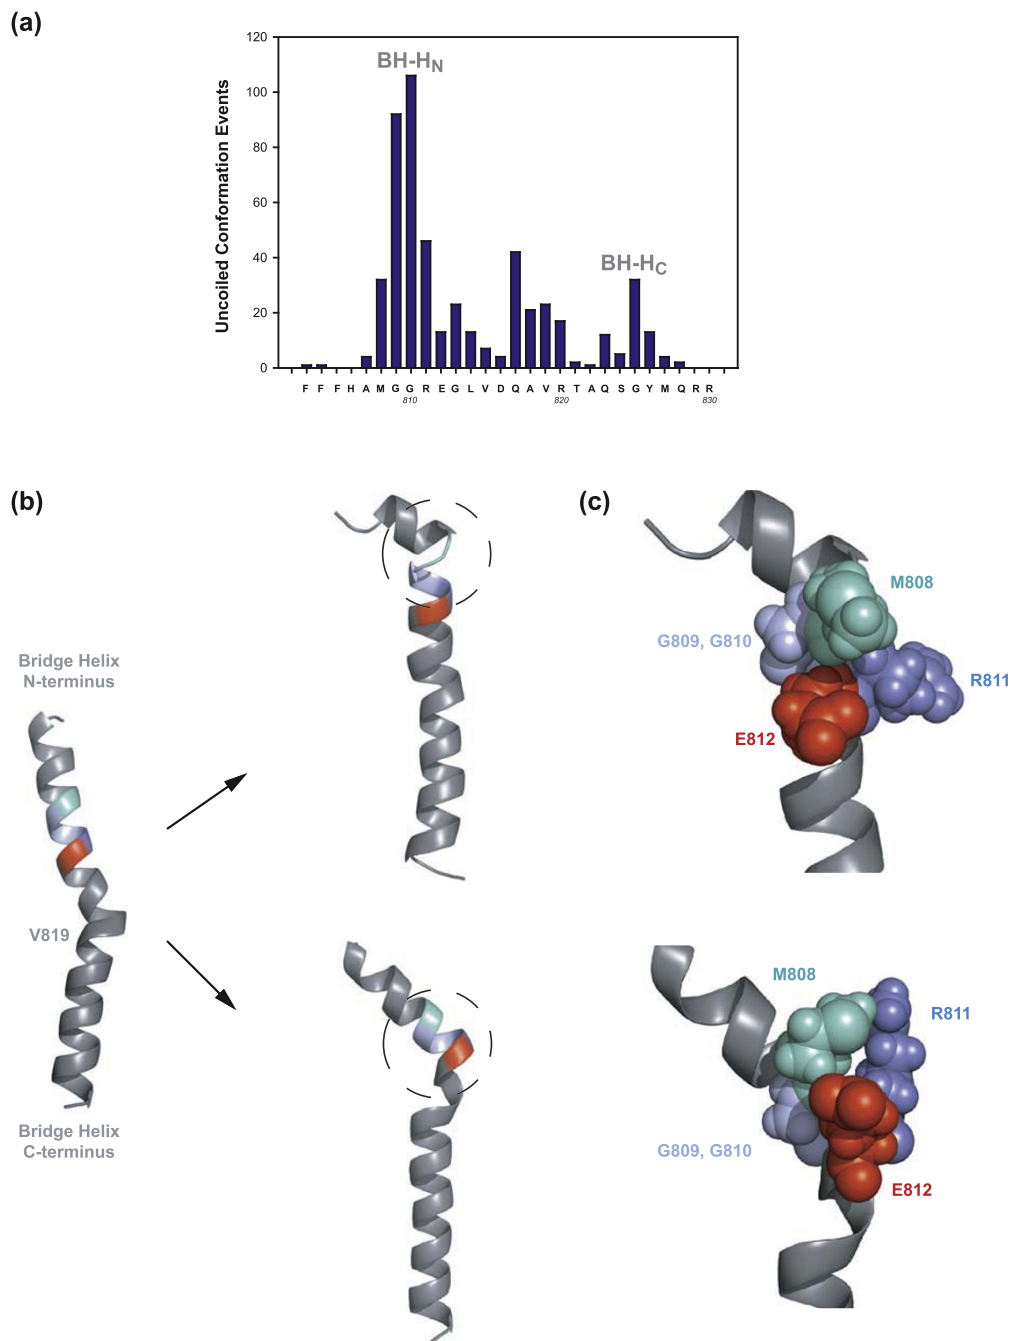 (a)
120
100
80
60
40
20
0
Uncoiled Conformation Events
BH-HN
BH-HC
F F F H A M G G R E G L V D Q A V R T A Q S G Y M Q R R
810 820 830
(b)
(c)
Bridge Helix
N-terminus
V819
Bridge Helix
C-terminus
M808
G809, G810
R811
E812
M808
R811
G809, G810
E812